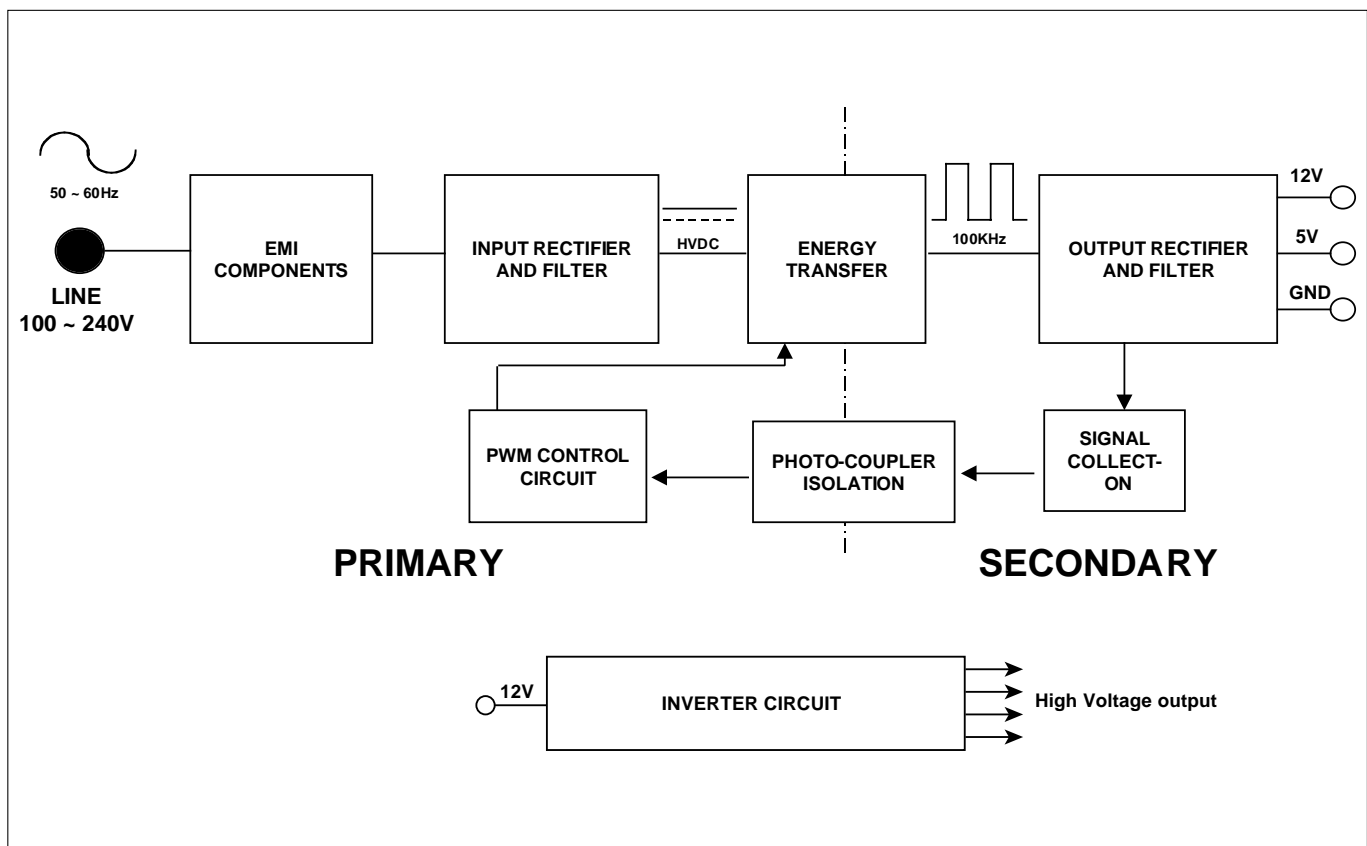 50 ~ 60Hz
LINE
100 ~ 240V
EMI
COMPONENTS
INPUT RECTIFIER
AND FILTER
HVDC
ENERGY
TRANSFER
100KHz
OUTPUT RECTIFIER
AND FILTER
12V
5V
GND
PWM CONTROL
CIRCUIT
PHOTO-COUPLER
ISOLATION
SIGNAL
COLLECT-
ON
PRIMARY
SECONDARY
12V
INVERTER CIRCUIT
High Voltage output